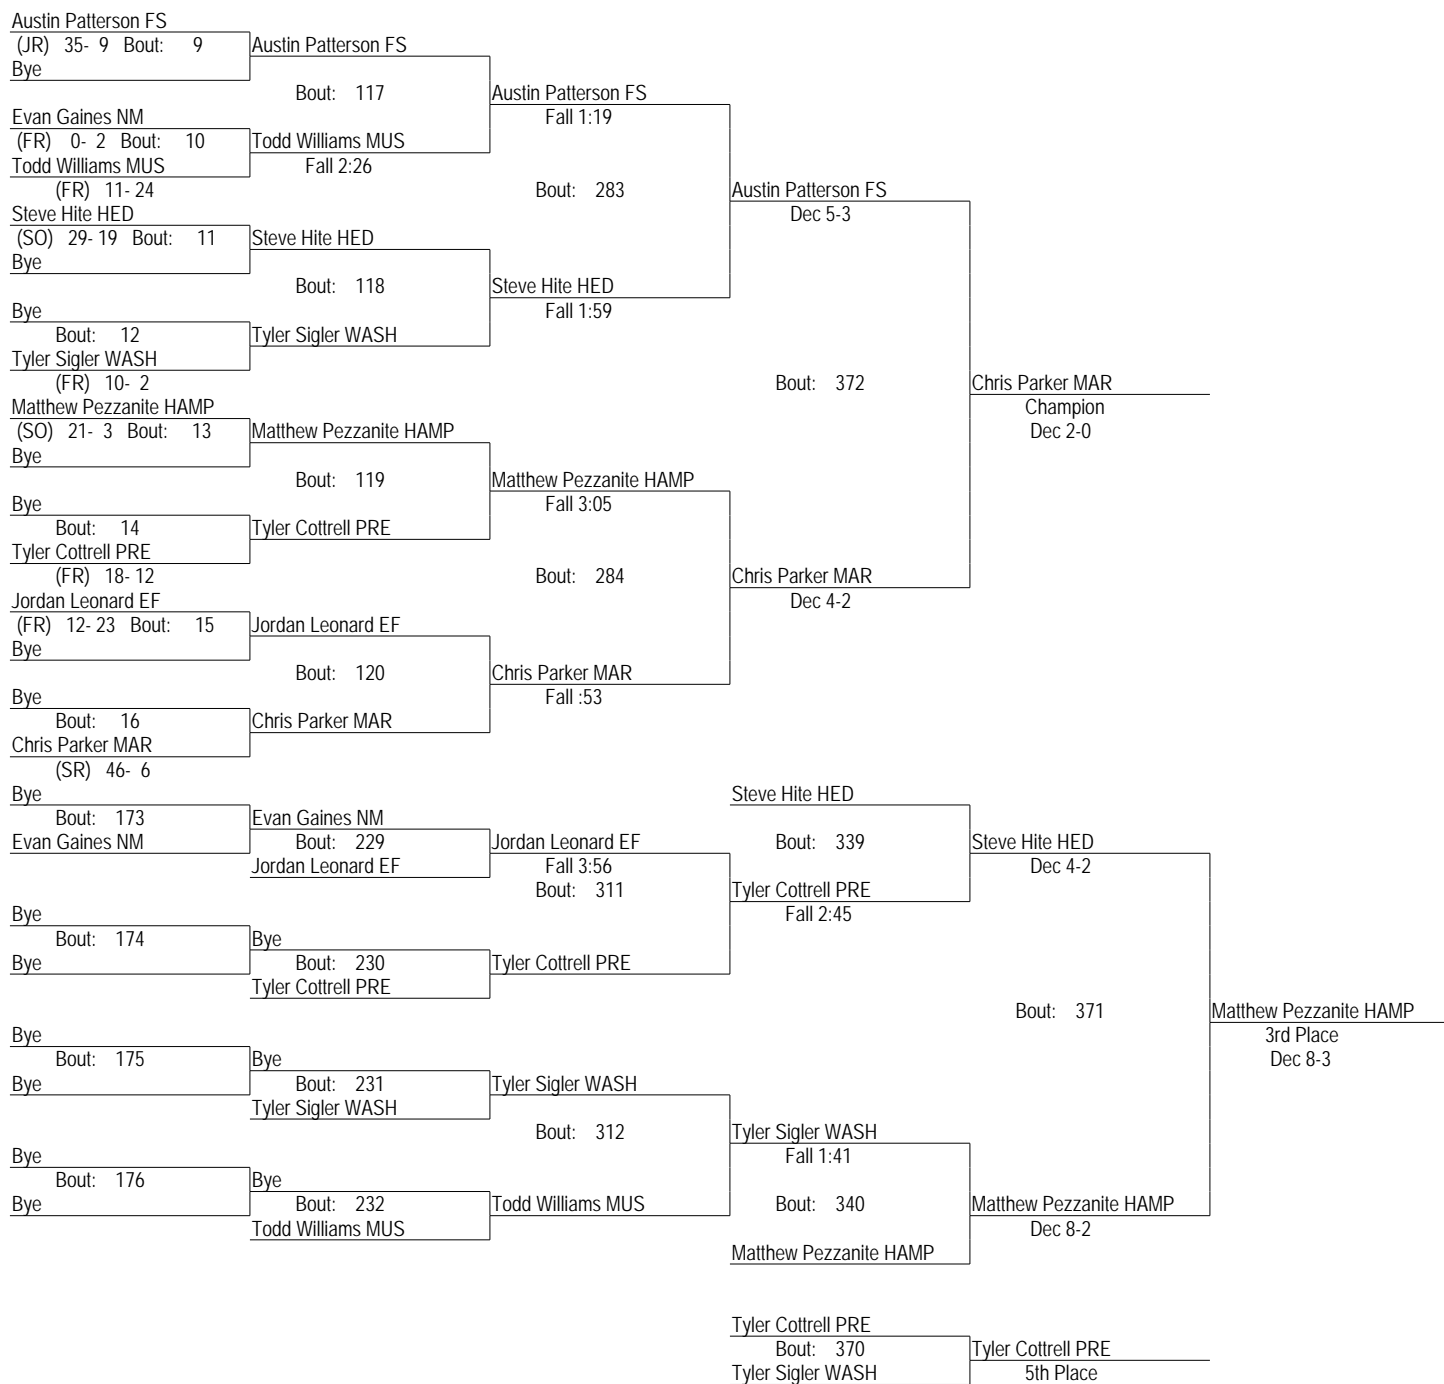 Austin Patterson FS
(JR) 35- 9 Bout: 9 Austin Patterson FS
Bye
Bout: 117 Austin Patterson FS
Evan Gaines NM Fall 1:19
(FR) 0- 2 Bout: 10 Todd Williams MUS
Todd Williams MUS Fall 2:26
(FR) 11- 24 Bout: 283 Austin Patterson FS
Steve Hite HED Dec 5-3
(SO) 29- 19 Bout: 11 Steve Hite HED
Bye
Bout: 118 Steve Hite HED
Bye Fall 1:59
Bout: 12 Tyler Sigler WASH
Tyler Sigler WASH
(FR) 10- 2 Bout: 372 Chris Parker MAR
Matthew Pezzanite HAMP Champion
(SO) 21- 3 Bout: 13 Matthew Pezzanite HAMP Dec 2-0
Bye
Bout: 119 Matthew Pezzanite HAMP
Bye Fall 3:05
Bout: 14 Tyler Cottrell PRE
Tyler Cottrell PRE
(FR) 18- 12 Bout: 284 Chris Parker MAR
Jordan Leonard EF Dec 4-2
(FR) 12- 23 Bout: 15 Jordan Leonard EF
Bye
Bout: 120 Chris Parker MAR
Bye Fall :53
Bout: 16 Chris Parker MAR
Chris Parker MAR
(SR) 46- 6
Bye Steve Hite HED
Bout: 173 Evan Gaines NM
Evan Gaines NM Bout: 229 Jordan Leonard EF Bout: 339 Steve Hite HED
Jordan Leonard EF Fall 3:56 Dec 4-2
Bout: 311 Tyler Cottrell PRE
Bye Fall 2:45
Bout: 174 Bye
Bye Bout: 230 Tyler Cottrell PRE
Tyler Cottrell PRE
Bout: 371 Matthew Pezzanite HAMP
Bye 3rd Place
Bout: 175 Bye Dec 8-3
Bye Bout: 231 Tyler Sigler WASH
Tyler Sigler WASH
Bout: 312 Tyler Sigler WASH
Bye Fall 1:41
Bout: 176 Bye
Bye Bout: 232 Todd Williams MUS Bout: 340 Matthew Pezzanite HAMP
Todd Williams MUS Dec 8-2
Matthew Pezzanite HAMP
Tyler Cottrell PRE
Bout: 370 Tyler Cottrell PRE
Tyler Sigler WASH 5th Place